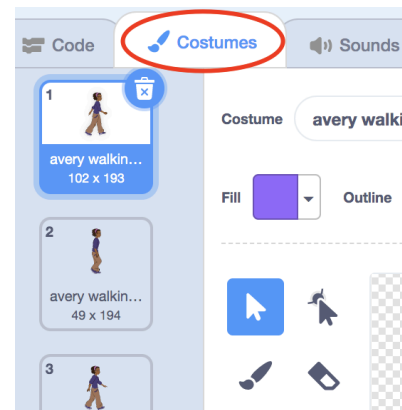 Code
Costumes
Sounds
1
avery walkin...
102 x 193
2
avery walkin...
49 x 194
3
Costume
avery walki
Fill
Outline